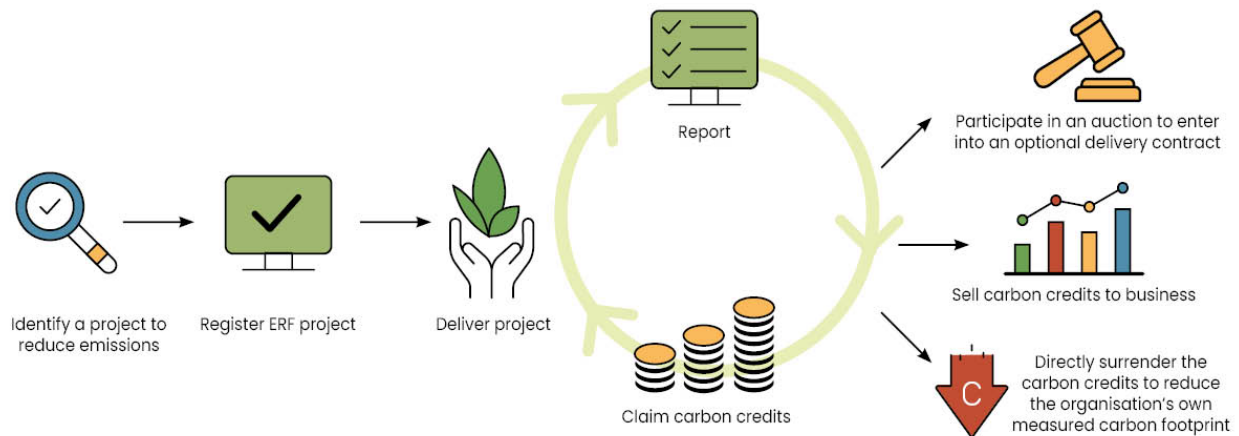 Identify a project to
reduce emissions
Register ERF project
Deliver project
Report
Claim carbon credits
Participate in an auction to enter
into an optional delivery contract
Sell carbon credits to business
C
Directly surrender the
carbon credits to reduce
the organisation's own
measured carbon footprint